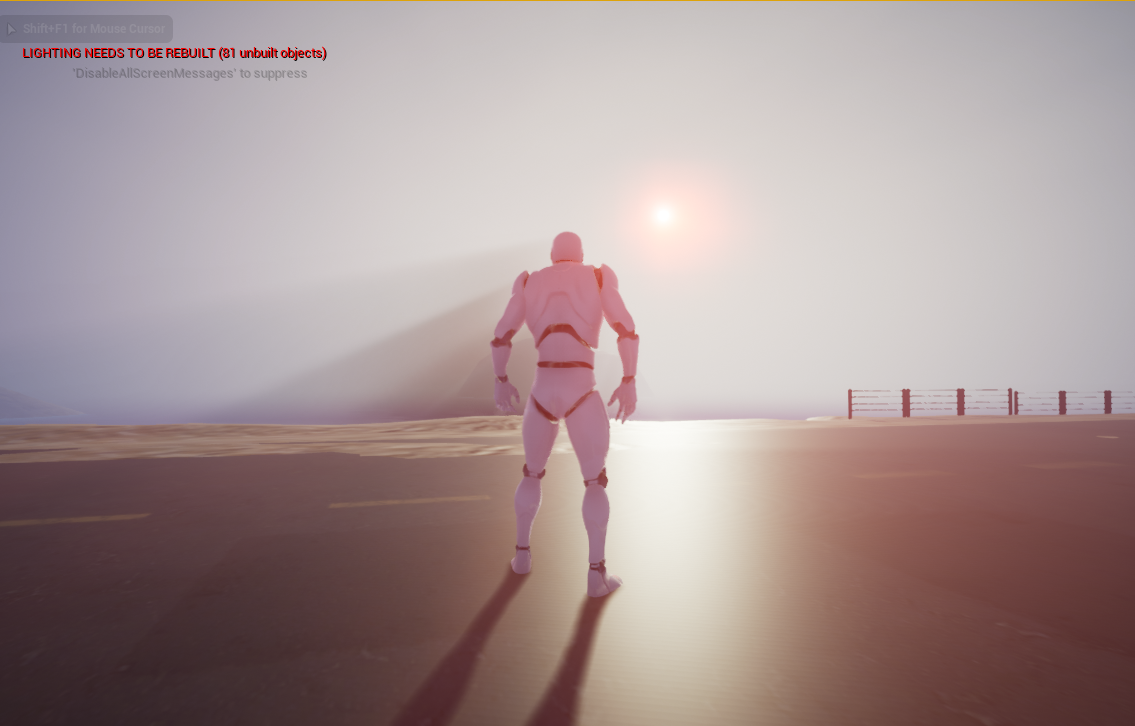 Shift+F1 for Mouse Cursor
LIGHTING NEEDS TO BE REBUILT (81 unbuilt objects)
'DisableAllScreenMessages' to suppress